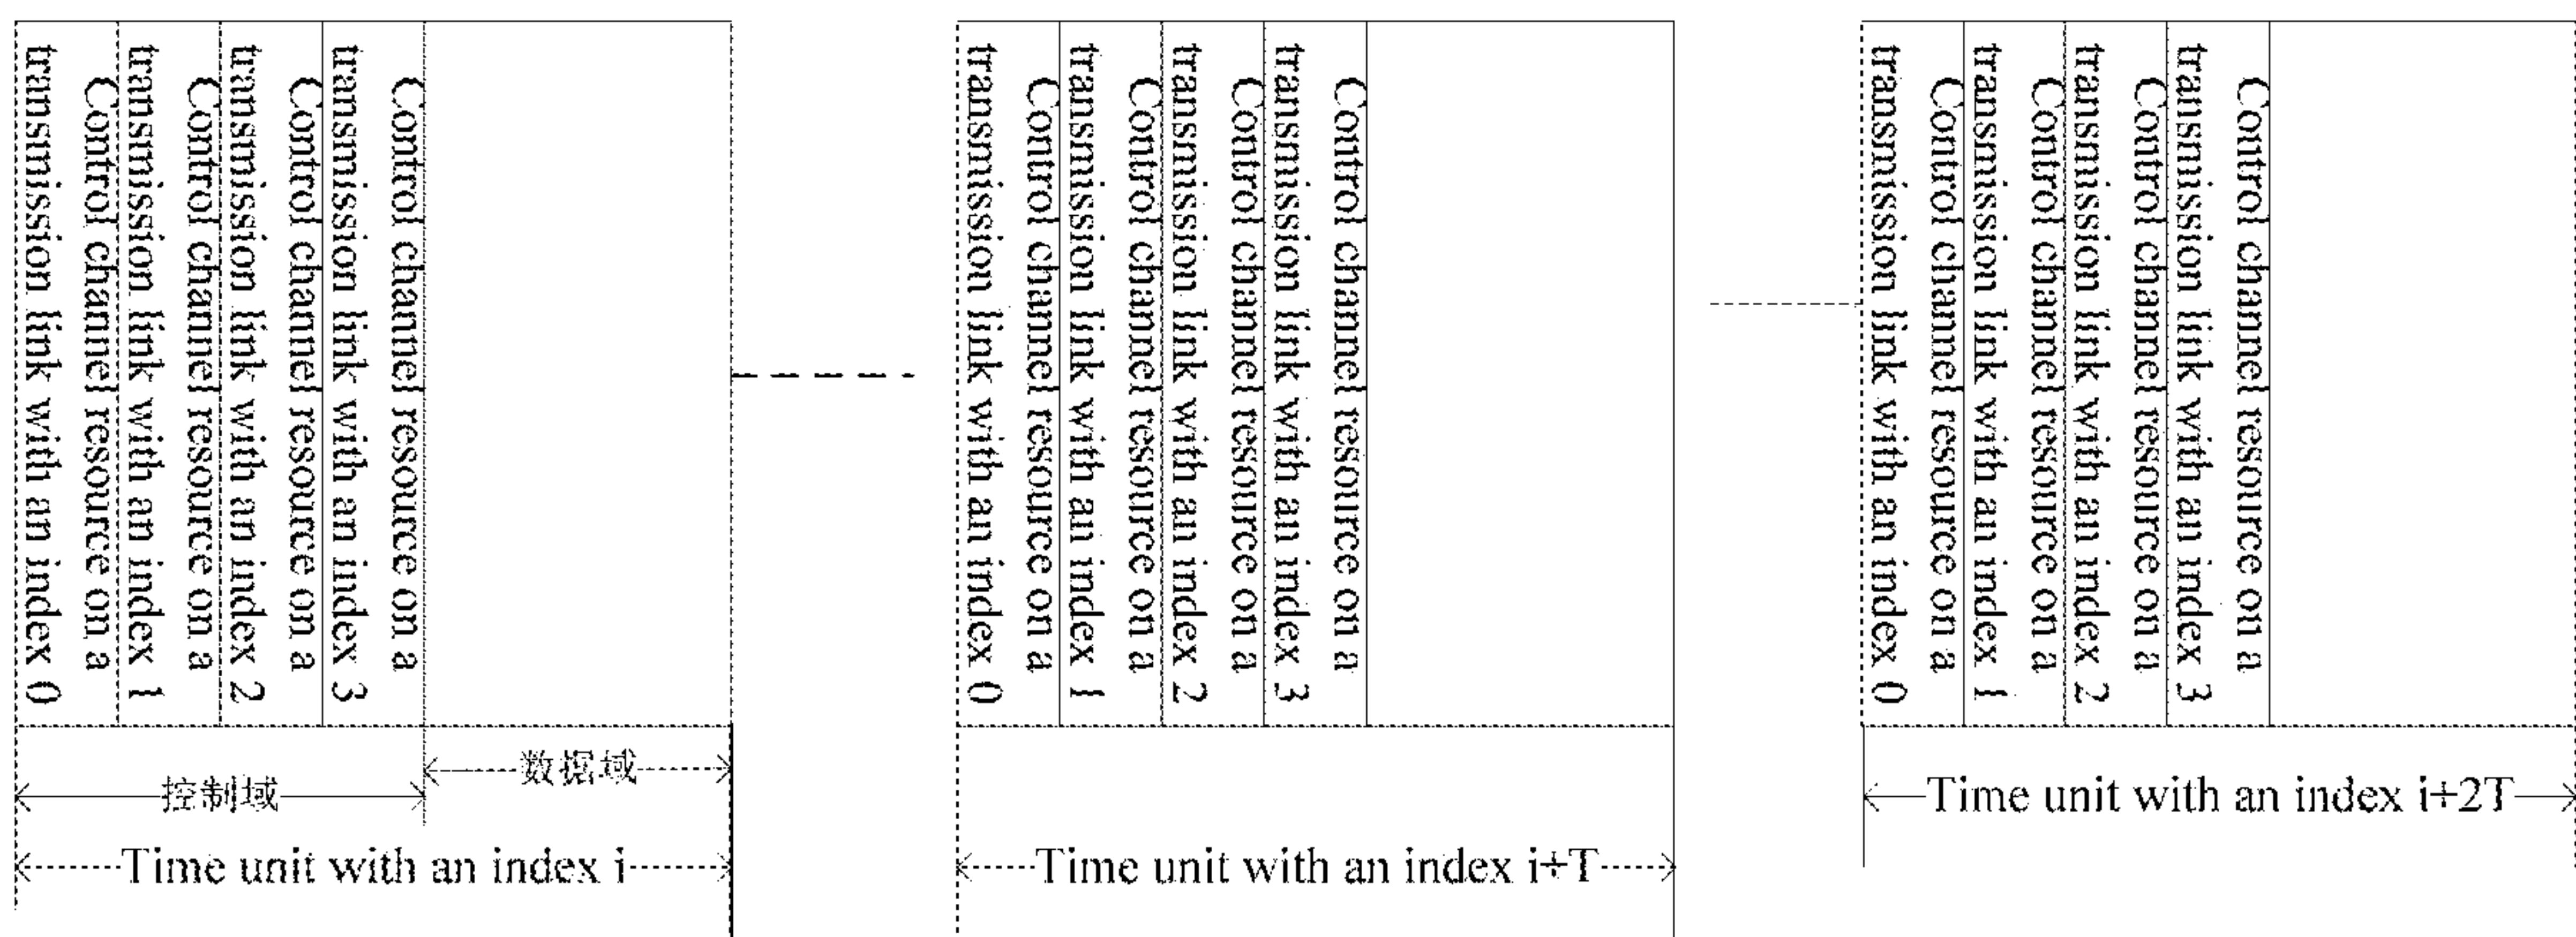 Control channel resource on a
transmission link with an index 0
Control channel resource on a
transmission link with an index 1
Control channel resource on a
transmission link with an index 2
Control channel resource on a
transmission link with an index 3
控制域
数据域
Time unit with an index i
Control channel resource on a
transmission link with an index 0
Control channel resource on a
transmission link with an index 1
Control channel resource on a
transmission link with an index 2
Control channel resource on a
transmission link with an index 3
Time unit with an index i+T
Control channel resource on a
transmission link with an index 0
Control channel resource on a
transmission link with an index 1
Control channel resource on a
transmission link with an index 2
Control channel resource on a
transmission link with an index 3
Time unit with an index i+2T